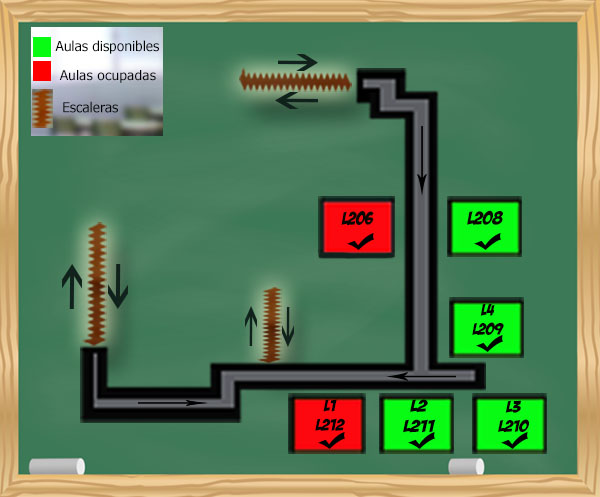 Aulas disponibles
Aulas ocupadas
Escaleras
L206
L208
L4
L209
L1
L212
L2
L211
L3
L210